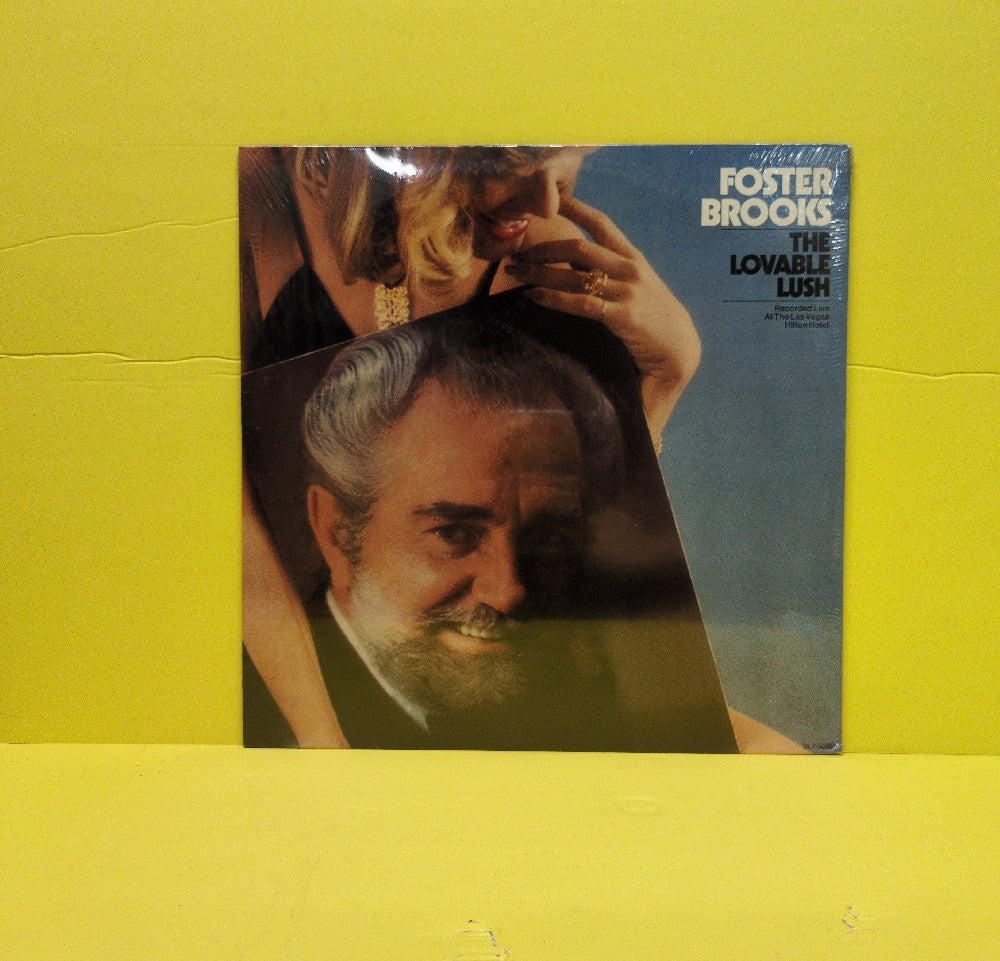 FOSTER
BROOKS
THE
LOVABLE
LUSH
Recorded Live
At The Las Vegas
Hilton Hotel